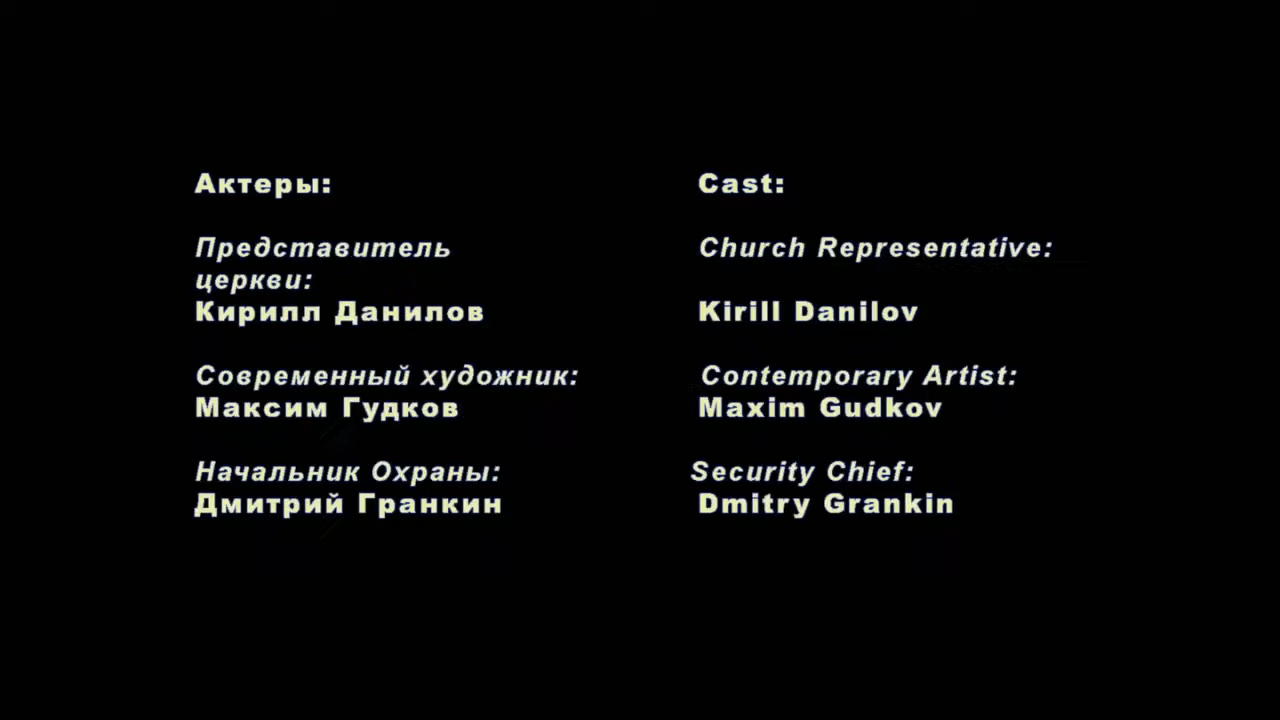 Актеры:
Представитель
церкви:
Кирилл Данилов
Современный художник:
Максим Гудков
Начальник Охраны:
Дмитрий Гранкин
Cast:
Church Representative:
Kirill Danilov
Contemporary Artist:
Maxim Gudkov
Security Chief:
Dmitry Grankin